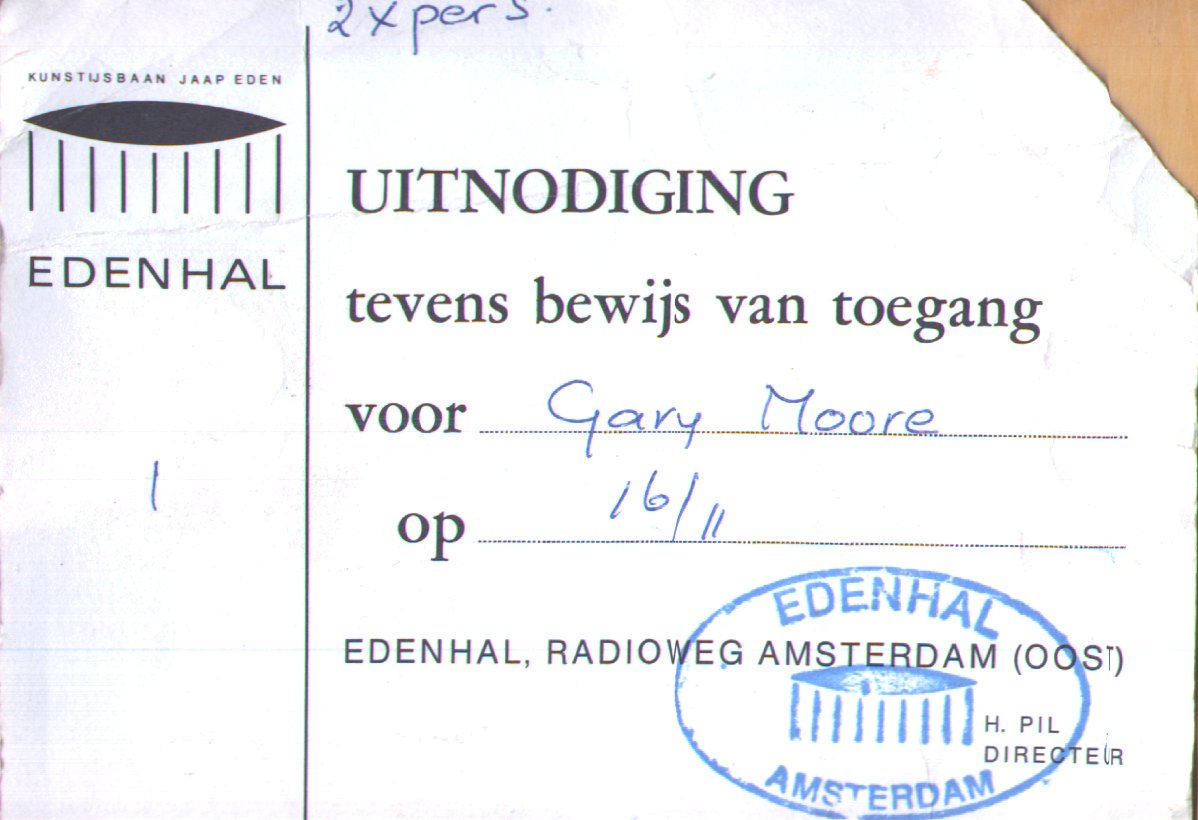 2 x pers.
KUNSTIJSBAAN JAAP EDEN
EDENHAL
1
UITNODIGING
tevens bewijs van toegang
voor Gary Moore
op 16/11
EDENHAL, RADIOWEG AMSTERDAM (OOST)
H. PIL
DIRECTEUR
EDENHAL
AMSTERDAM